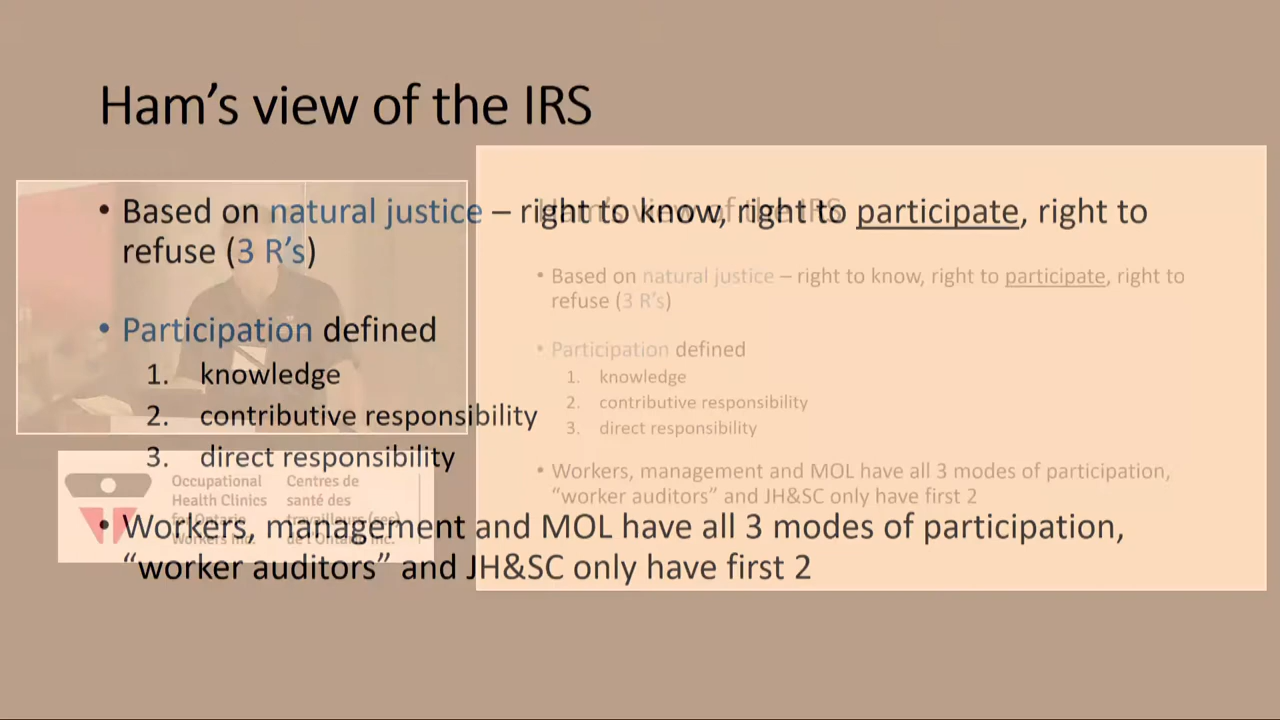 Ham's view of the IRS
• Based on natural justice – right to know, right to participate, right to
refuse (3 R's)
• Participation defined
1. knowledge
2. contributive responsibility
3. direct responsibility
• Workers, management and MOL have all 3 modes of participation,
“worker auditors” and JH&SC only have first 2
Ham's view of the IRS
• Based on natural justice – right to know, right to participate, right to
refuse (3 R's)
• Participation defined
1. knowledge
2. contributive responsibility
3. direct responsibility
• Workers, management and MOL have all 3 modes of participation,
“worker auditors” and JH&SC only have first 2
Occupational
Health Clinics
for Ontario
Workers Inc.
Centres de
santé des
travailleurs (ses)
de l'Ontario Inc.